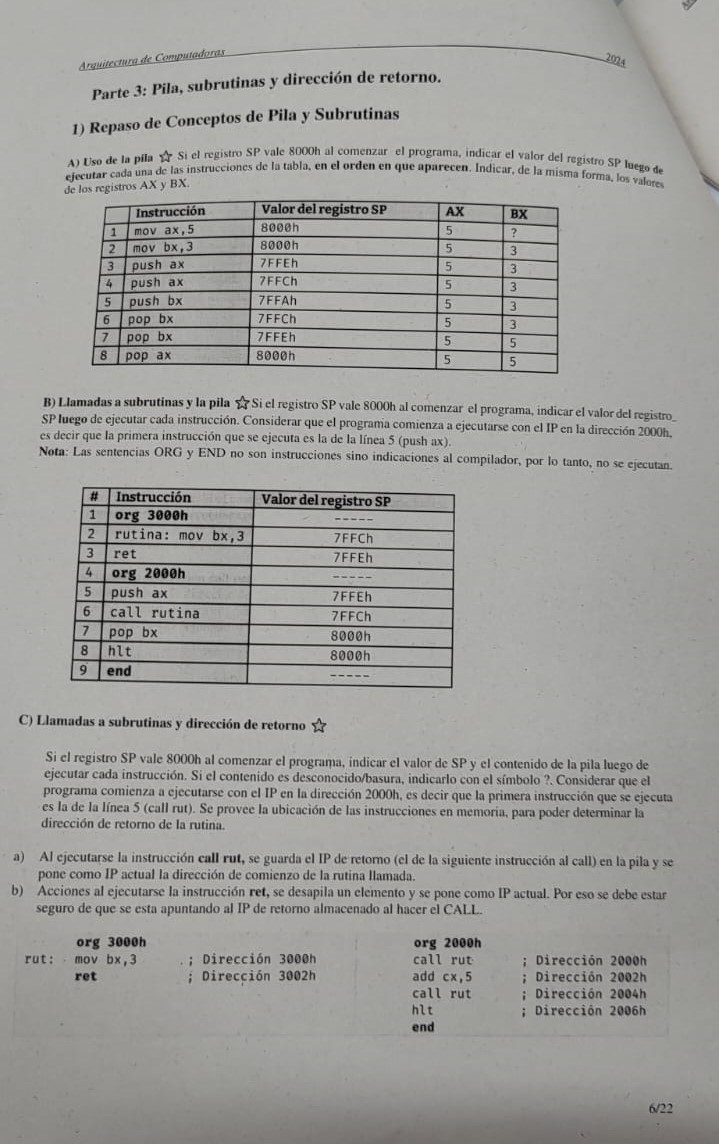 Arquitectura de Computadoras 2024
Parte 3: Pila, subrutinas y dirección de retorno.
1) Repaso de Conceptos de Pila y Subrutinas
A) Uso de la pila ☆ Si el registro SP vale 8000h al comenzar el programa, indicar el valor del registro SP luego de
ejecutar cada una de las instrucciones de la tabla, en el orden en que aparecen. Indicar, de la misma forma, los valores
de los registros AX y BX.
Instrucción Valor del registro SP AX BX
1 mov ax,5 8000h 5 ?
2 mov bx,3 8000h 5 3
3 push ax 7FFEh 5 3
4 push ax 7FFCh 5 3
5 push bx 7FFAh 5 3
6 pop bx 7FFCh 5 3
7 pop bx 7FFEh 5 5
8 pop ax 8000h 5 5
B) Llamadas a subrutinas y la pila ☆ Si el registro SP vale 8000h al comenzar el programa, indicar el valor del registro
SP luego de ejecutar cada instrucción. Considerar que el programa comienza a ejecutarse con el IP en la dirección 2000h,
es decir que la primera instrucción que se ejecuta es la de la línea 5 (push ax).
Nota: Las sentencias ORG y END no son instrucciones sino indicaciones al compilador, por lo tanto, no se ejecutan.
# Instrucción Valor del registro SP
1 org 3000h -----
2 rutina: mov bx,3 7FFCh
3 ret 7FFEh
4 org 2000h -----
5 push ax 7FFEh
6 call rutina 7FFCh
7 pop bx 8000h
8 hlt 8000h
9 end -----
C) Llamadas a subrutinas y dirección de retorno ☆
Si el registro SP vale 8000h al comenzar el programa, indicar el valor de SP y el contenido de la pila luego de
ejecutar cada instrucción. Si el contenido es desconocido/basura, indicarlo con el símbolo ?. Considerar que el
programa comienza a ejecutarse con el IP en la dirección 2000h, es decir que la primera instrucción que se ejecuta
es la de la línea 5 (call rut). Se provee la ubicación de las instrucciones en memoria, para poder determinar la
dirección de retorno de la rutina.
a) Al ejecutarse la instrucción call rut, se guarda el IP de retorno (el de la siguiente instrucción al call) en la pila y se
pone como IP actual la dirección de comienzo de la rutina llamada.
b) Acciones al ejecutarse la instrucción ret, se desapila un elemento y se pone como IP actual. Por eso se debe estar
seguro de que se esta apuntando al IP de retorno almacenado al hacer el CALL.
org 3000h
rut: mov bx,3 ; Dirección 3000h
ret ; Dirección 3002h
org 2000h
call rut ; Dirección 2000h
add cx,5 ; Dirección 2002h
call rut ; Dirección 2004h
hlt ; Dirección 2006h
end
6/22